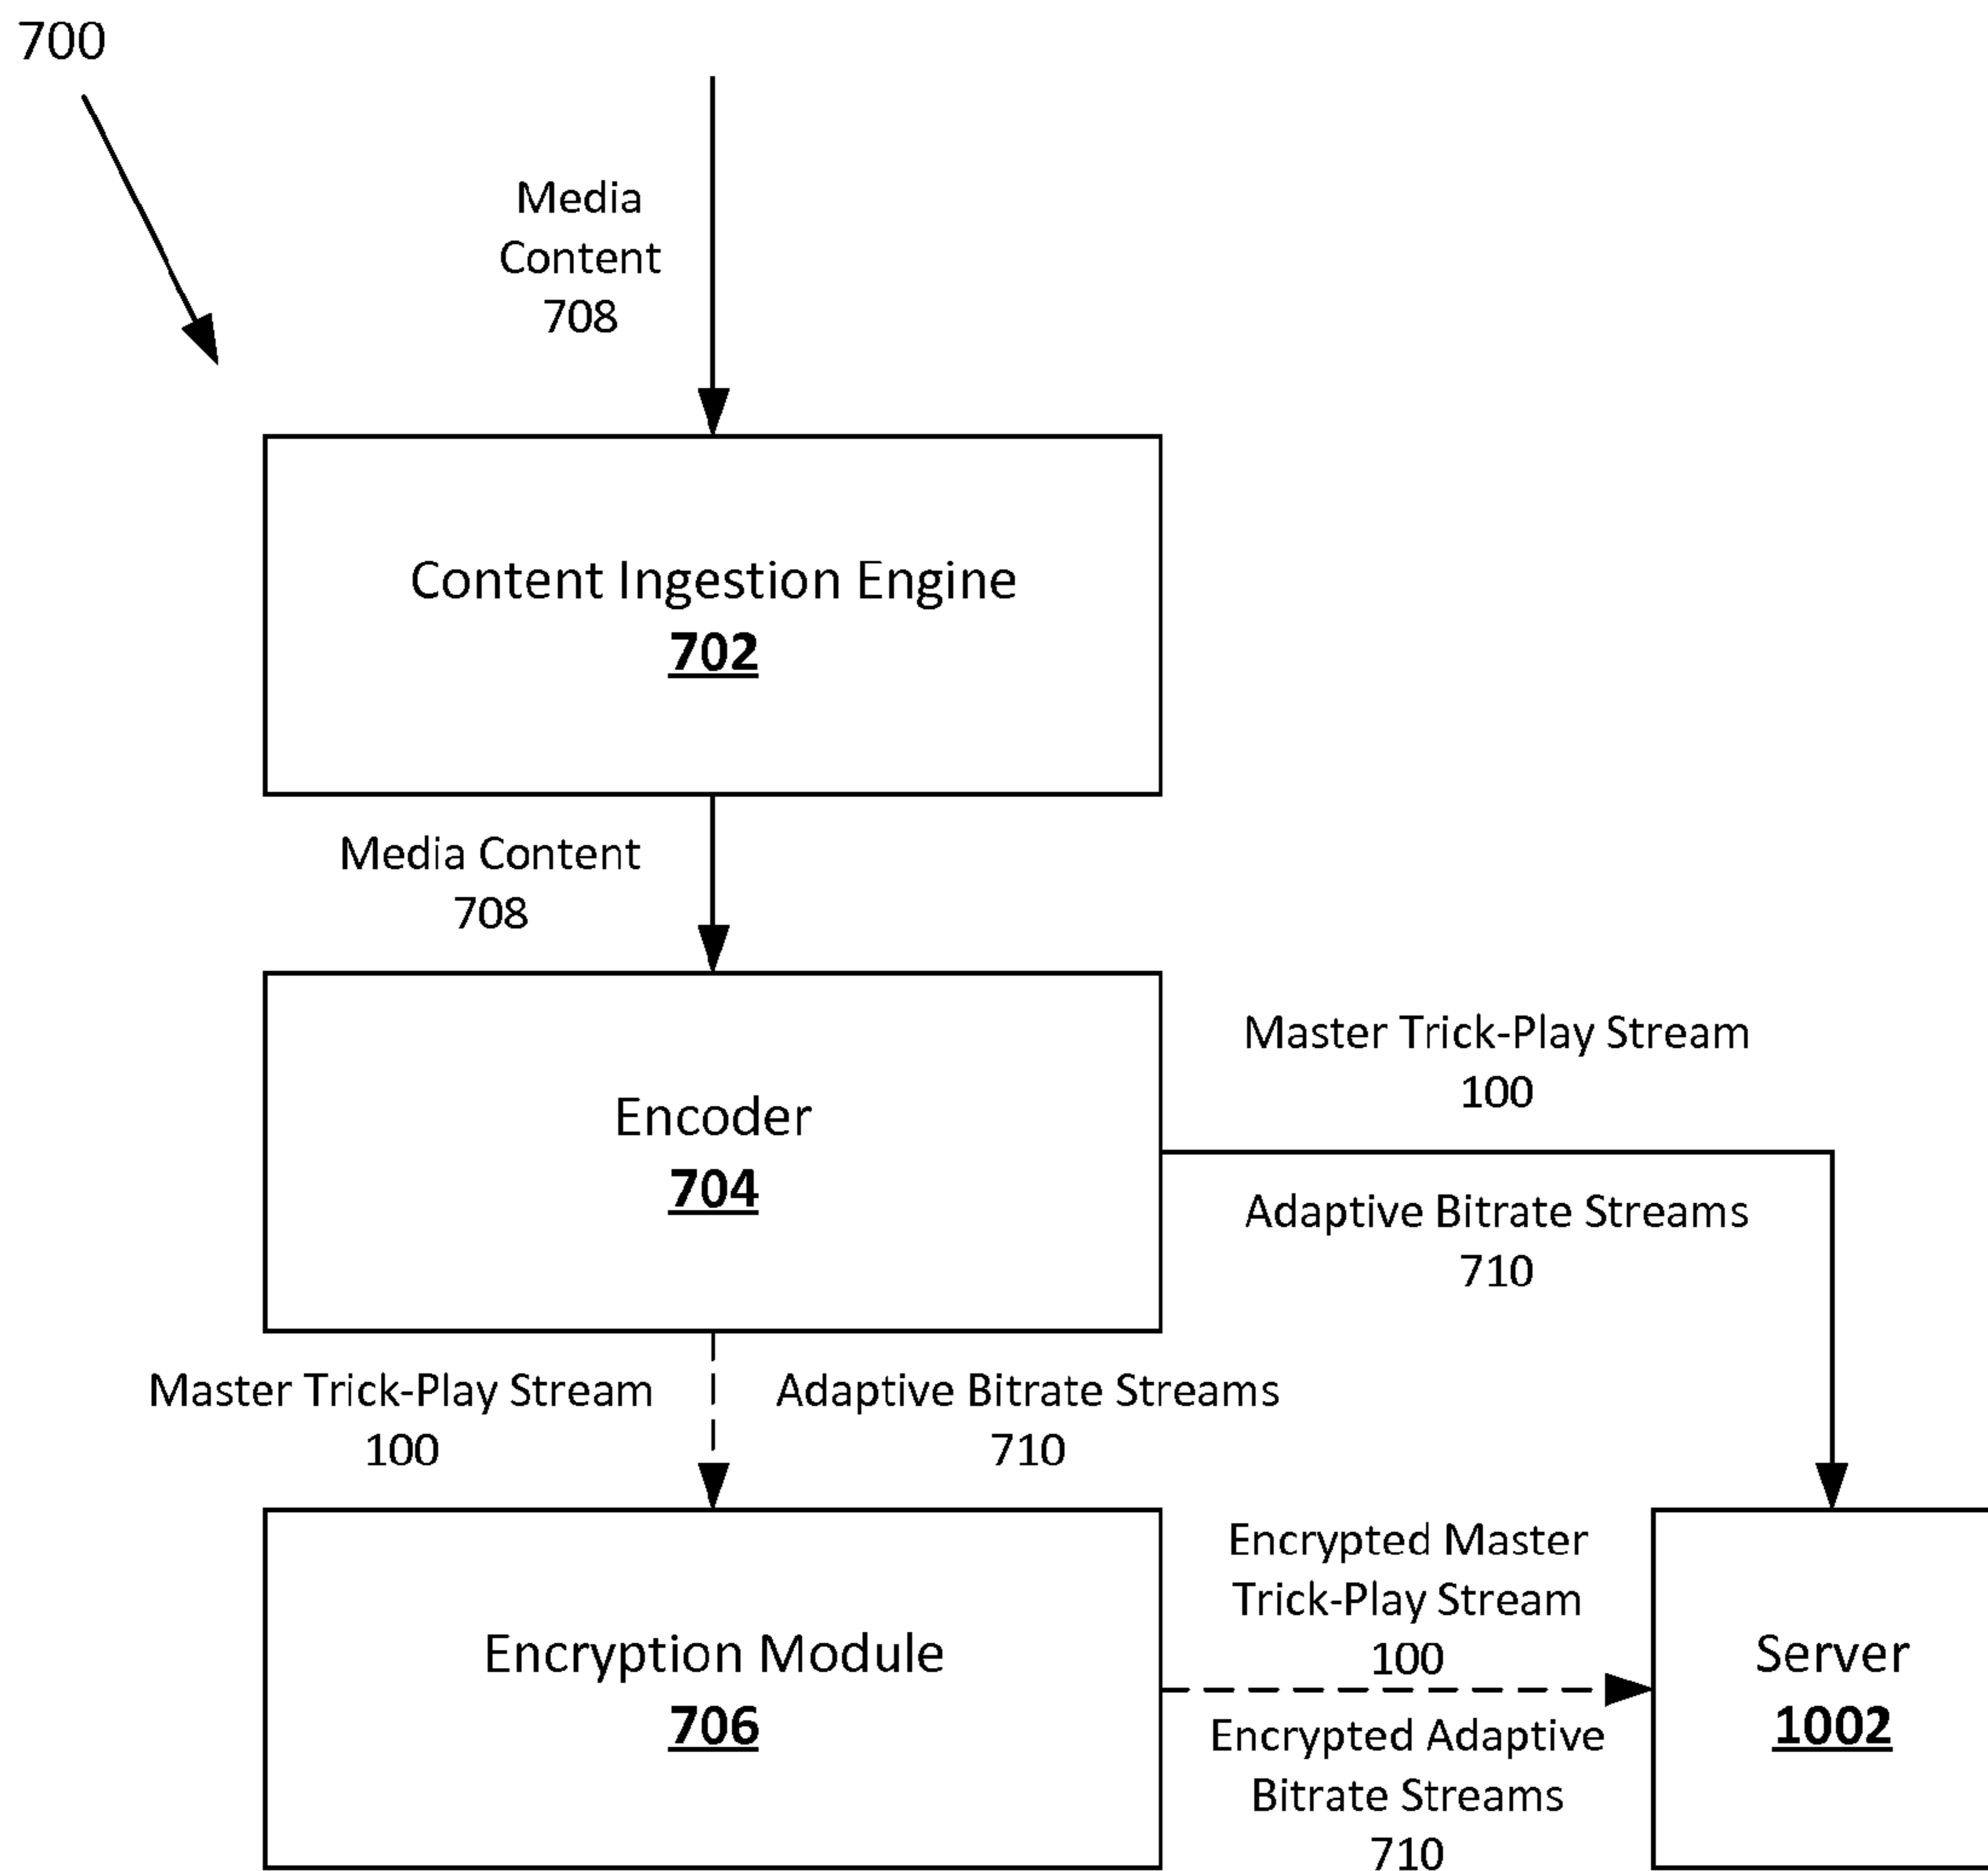 700
Media
Content
708
Content Ingestion Engine
702
Media Content
708
Encoder
704
Master Trick-Play Stream
100
Adaptive Bitrate Streams
710
Master Trick-Play Stream
100
Adaptive Bitrate Streams
710
Encryption Module
706
Encrypted Master
Trick-Play Stream
100
Encrypted Adaptive
Bitrate Streams
710
Server
1002